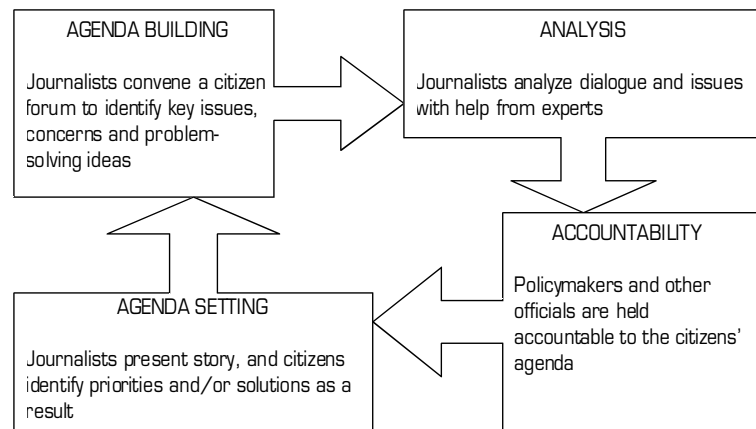 AGENDA BUILDING
Journalists convene a citizen
forum to identify key issues,
concerns and problem-
solving ideas
ANALYSIS
Journalists analyze dialogue and issues
with help from experts
ACCOUNTABILITY
Policymakers and other
officials are held
accountable to the citizens’
agenda
AGENDA SETTING
Journalists present story, and citizens
identify priorities and/or solutions as a
result